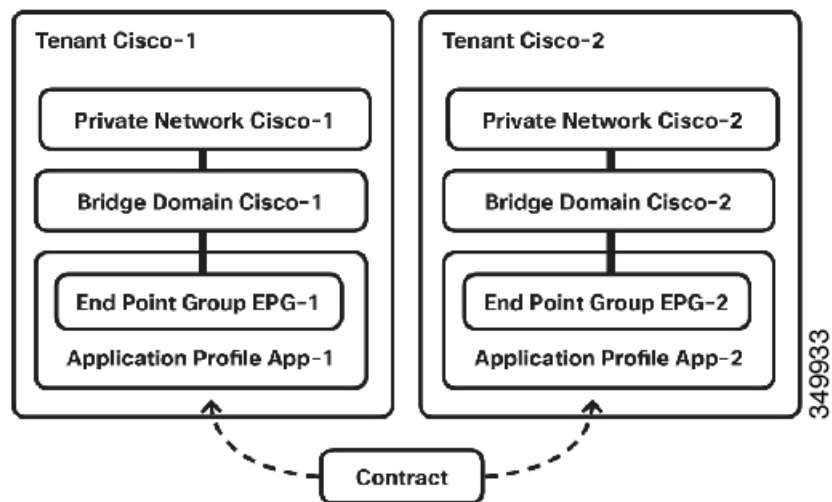 Tenant Cisco-1
Private Network Cisco-1
Bridge Domain Cisco-1
End Point Group EPG-1
Application Profile App-1
Tenant Cisco-2
Private Network Cisco-2
Bridge Domain Cisco-2
End Point Group EPG-2
Application Profile App-2
Contract
349933